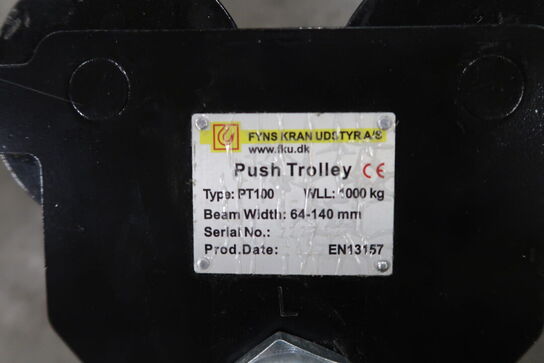 FYNS KRAN UDSTYR A/S
www.fku.dk
Push Trolley CE
Type: PT100 WLL: 1000 kg
Beam Width: 64-140 mm
Serial No.:
Prod.Date: EN13157
L